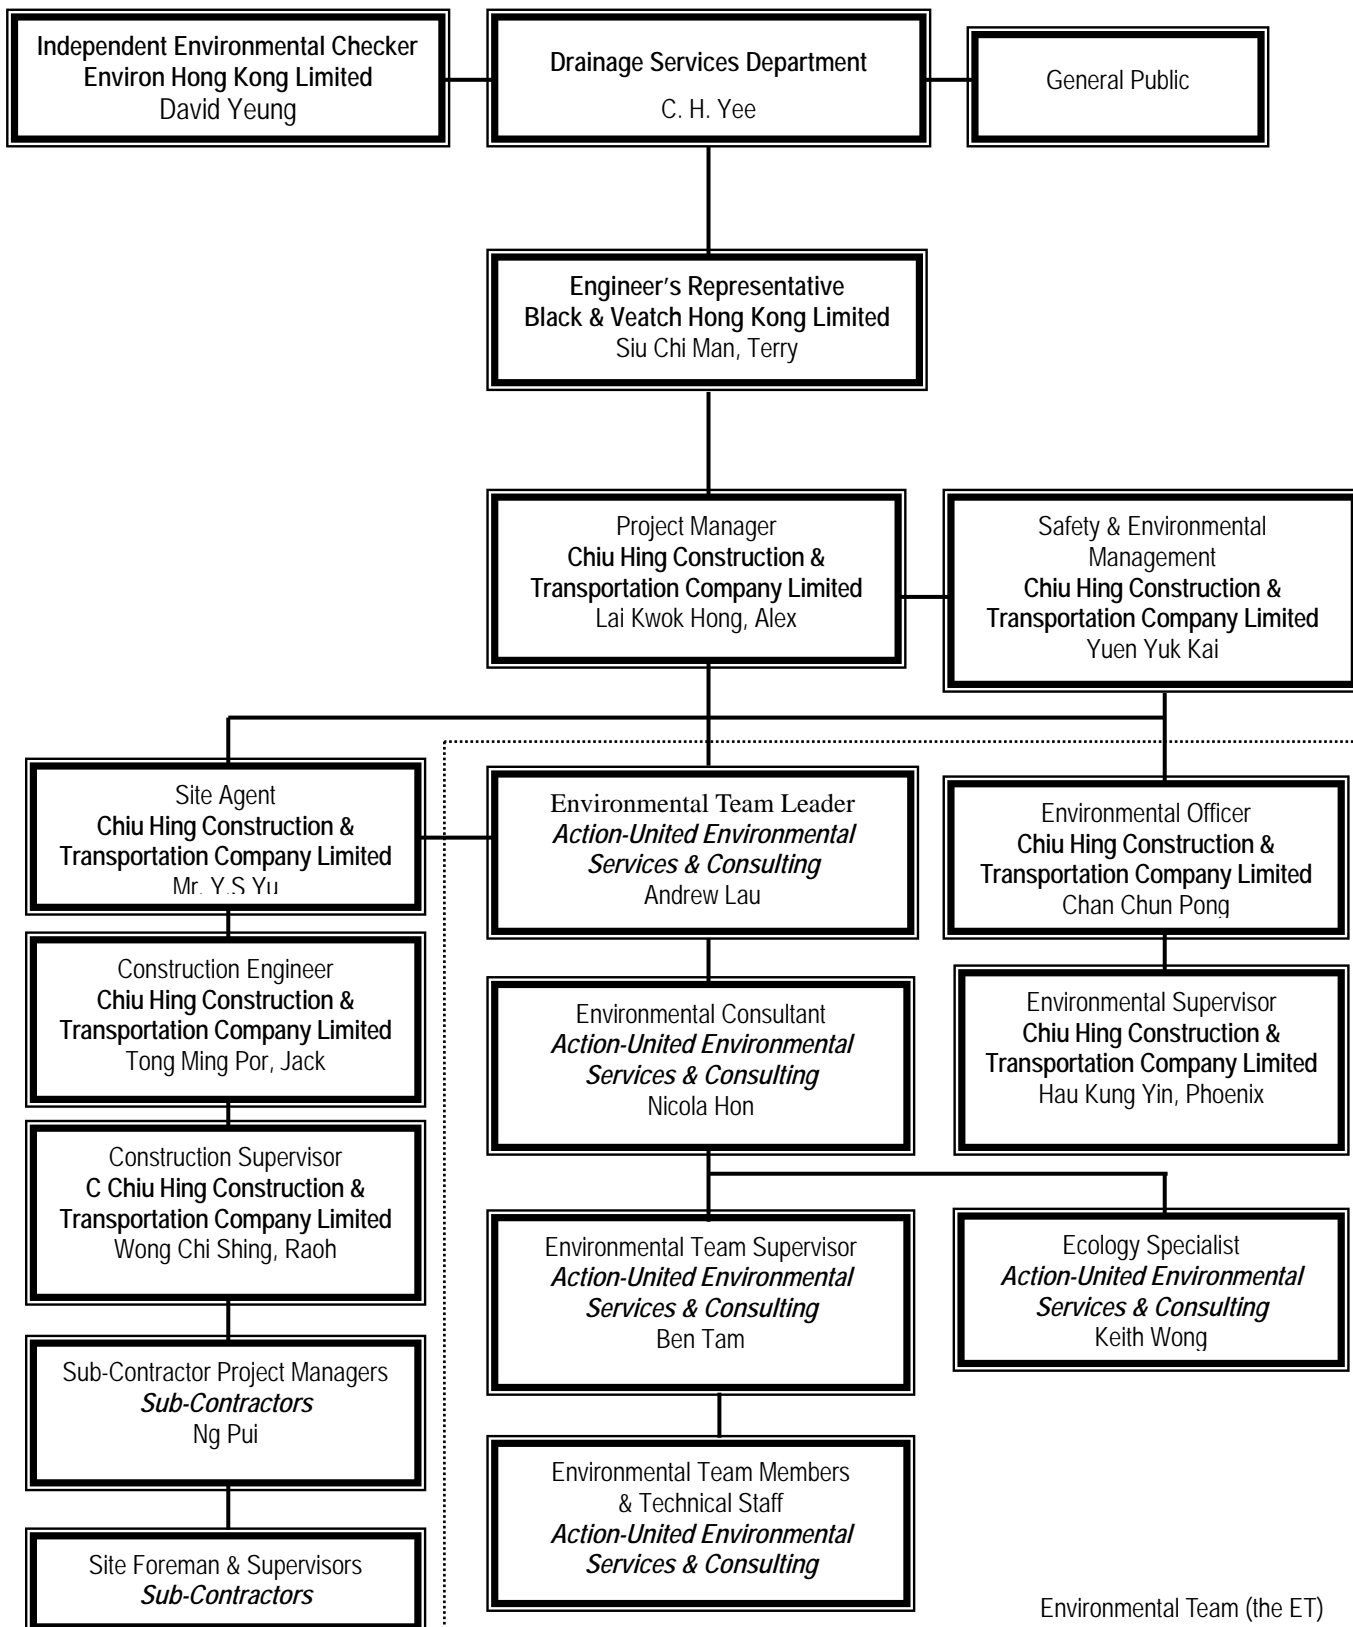 Independent Environmental Checker
Environ Hong Kong Limited
David Yeung
Drainage Services Department
C. H. Yee
General Public
Engineer's Representative
Black & Veatch Hong Kong Limited
Siu Chi Man, Terry
Project Manager
Chiu Hing Construction &
Transportation Company Limited
Lai Kwok Hong, Alex
Safety & Environmental
Management
Chiu Hing Construction &
Transportation Company Limited
Yuen Yuk Kai
Site Agent
Chiu Hing Construction &
Transportation Company Limited
Mr. Y.S Yu
Environmental Team Leader
Action-United Environmental
Services & Consulting
Andrew Lau
Environmental Officer
Chiu Hing Construction &
Transportation Company Limited
Chan Chun Pong
Construction Engineer
Chiu Hing Construction &
Transportation Company Limited
Tong Ming Por, Jack
Environmental Consultant
Action-United Environmental
Services & Consulting
Nicola Hon
Environmental Supervisor
Chiu Hing Construction &
Transportation Company Limited
Hau Kung Yin, Phoenix
Construction Supervisor
C Chiu Hing Construction &
Transportation Company Limited
Wong Chi Shing, Raoh
Environmental Team Supervisor
Action-United Environmental
Services & Consulting
Ben Tam
Ecology Specialist
Action-United Environmental
Services & Consulting
Keith Wong
Sub-Contractor Project Managers
Sub-Contractors
Ng Pui
Environmental Team Members
& Technical Staff
Action-United Environmental
Services & Consulting
Site Foreman & Supervisors
Sub-Contractors
Environmental Team (the ET)